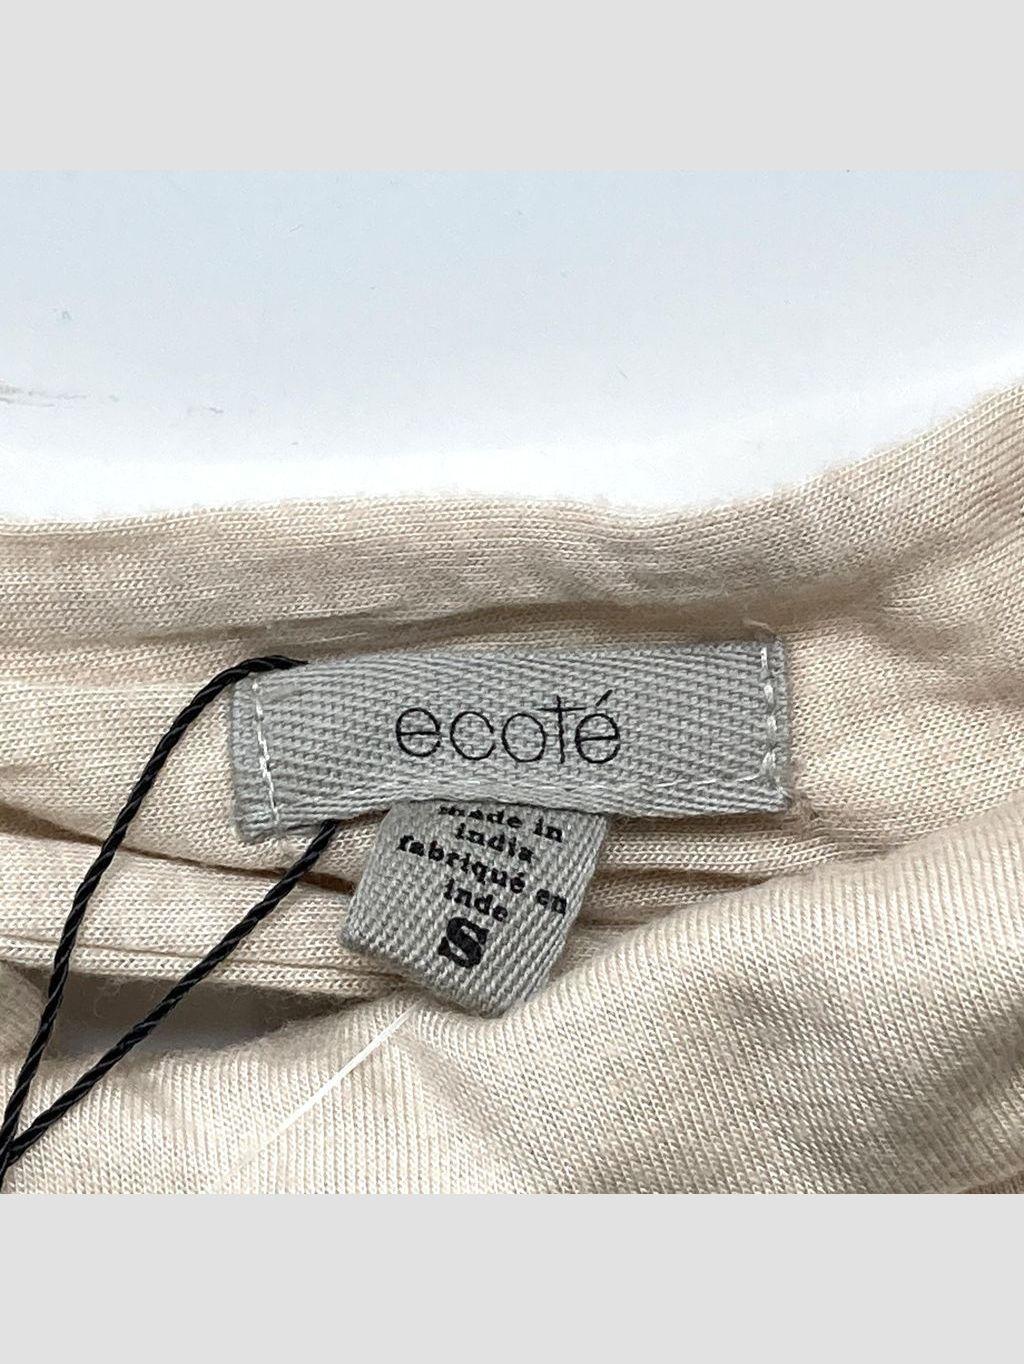 ecoté
made in
india
fabriqué en
inde
S